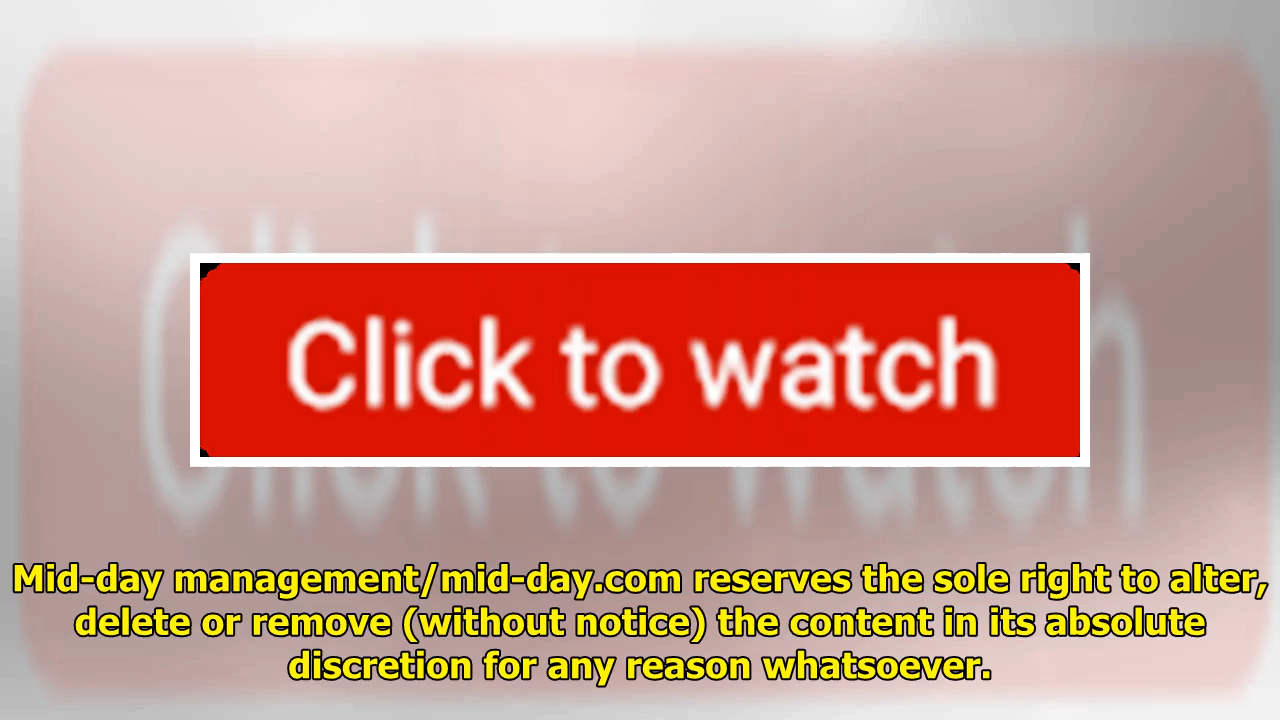 Click to watch
Mid-day management/mid-day.com reserves the sole right to alter,
delete or remove (without notice) the content in its absolute
discretion for any reason whatsoever.